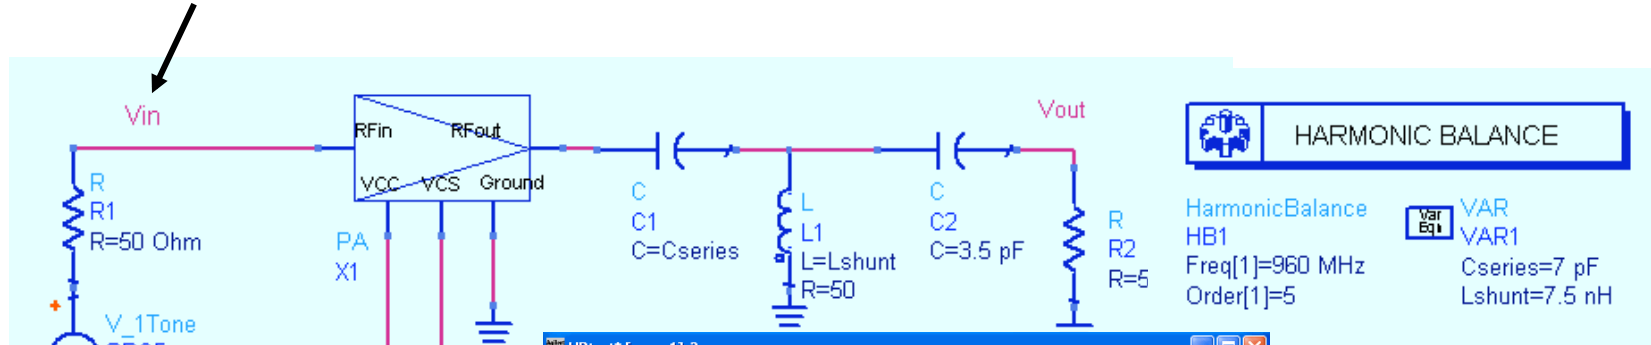 Vin
R
R1
R=50 Ohm
V_1Tone
RFin
RFout
VCC
VCS
Ground
PA
X1
C
C1
C=Cseries
L
L1
L=Lshunt
R=50
C
C2
C=3.5 pF
Vout
R
R2
R=5
HARMONIC BALANCE
HarmonicBalance
HB1
Freq[1]=960 MHz
Order[1]=5
Var
Eqn
VAR
VAR1
Cseries=7 pF
Lshunt=7.5 nH